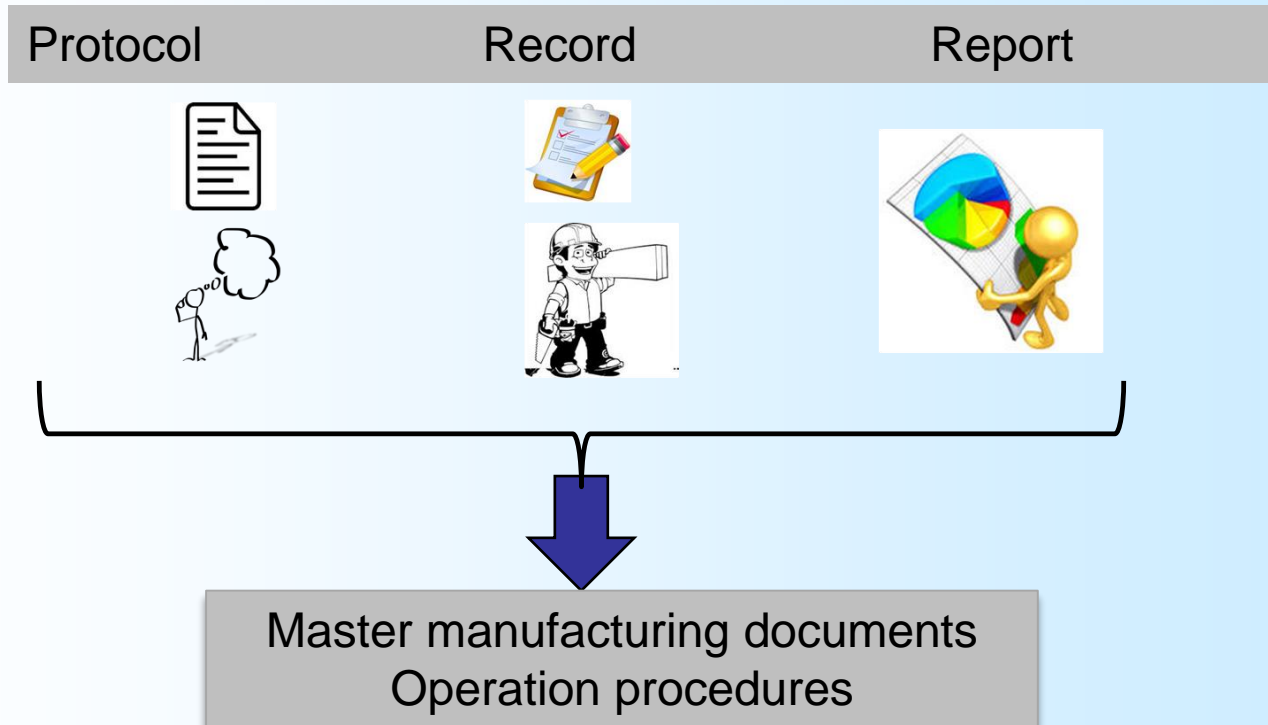 Protocol Record Report
Master manufacturing documents
Operation procedures